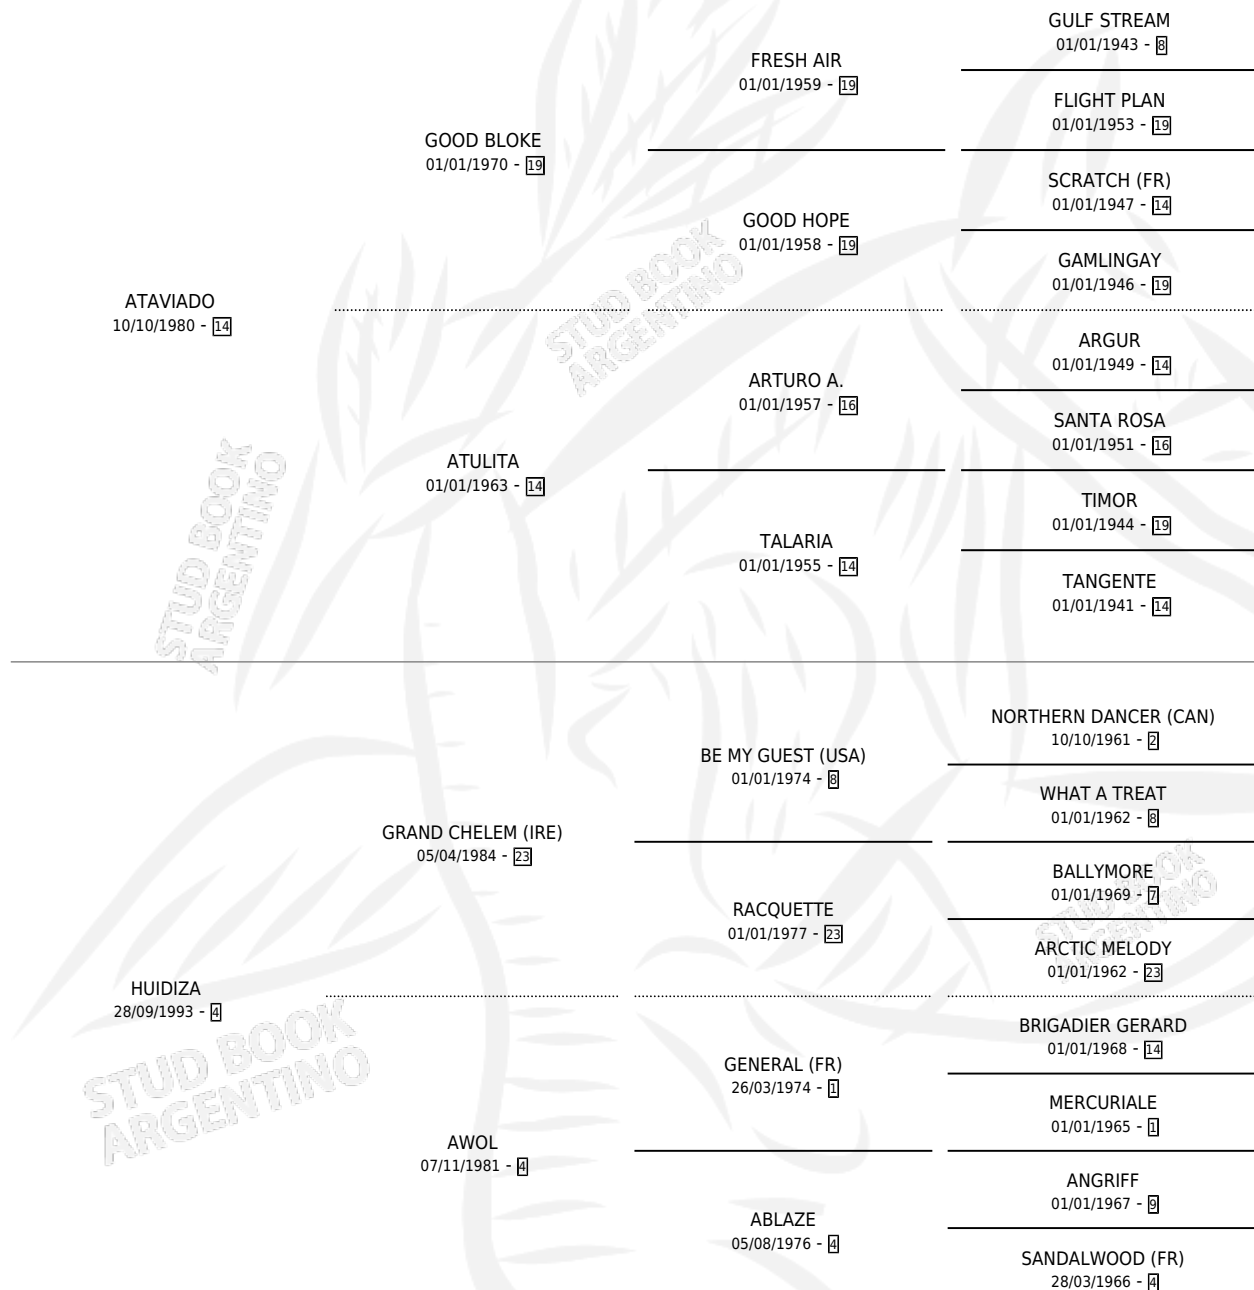 GULF STREAM
01/01/1943 - 8
FRESH AIR
01/01/1959 - 19
FLIGHT PLAN
01/01/1953 - 19
GOOD BLOKE
01/01/1970 - 19
SCRATCH (FR)
01/01/1947 - 14
GOOD HOPE
01/01/1958 - 19
GAMLINGAY
01/01/1946 - 19
ATAVIADO
10/10/1980 - 14
ARGUR
01/01/1949 - 14
ARTURO A.
01/01/1957 - 16
SANTA ROSA
01/01/1951 - 16
ATULITA
01/01/1963 - 14
TIMOR
01/01/1944 - 19
TALARIA
01/01/1955 - 14
TANGENTE
01/01/1941 - 14
STUD BOOK
ARGENTINO
STUD BOOK
ARGENTINO
NORTHERN DANCER (CAN)
10/10/1961 - 2
BE MY GUEST (USA)
01/01/1974 - 8
WHAT A TREAT
01/01/1962 - 8
GRAND CHELEM (IRE)
05/04/1984 - 23
BALLYMORE
01/01/1969 - 7
RACQUETTE
01/01/1977 - 23
ARCTIC MELODY
01/01/1962 - 23
STUD BOOK
ARGENTINO
HUIDIZA
28/09/1993 - 4
BRIGADIER GERARD
01/01/1968 - 14
GENERAL (FR)
26/03/1974 - 1
MERCURIALE
01/01/1965 - 1
AWOL
07/11/1981 - 4
ANGRIFF
01/01/1967 - 9
ABLAZE
05/08/1976 - 4
SANDALWOOD (FR)
28/03/1966 - 4
STUD BOOK
ARGENTINO